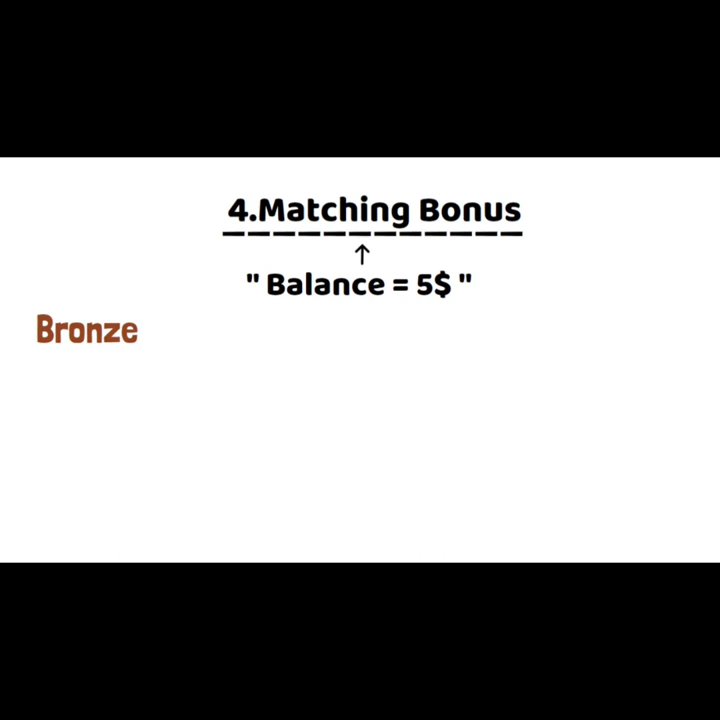 4.Matching Bonus
↑
" Balance = 5$ "
Bronze